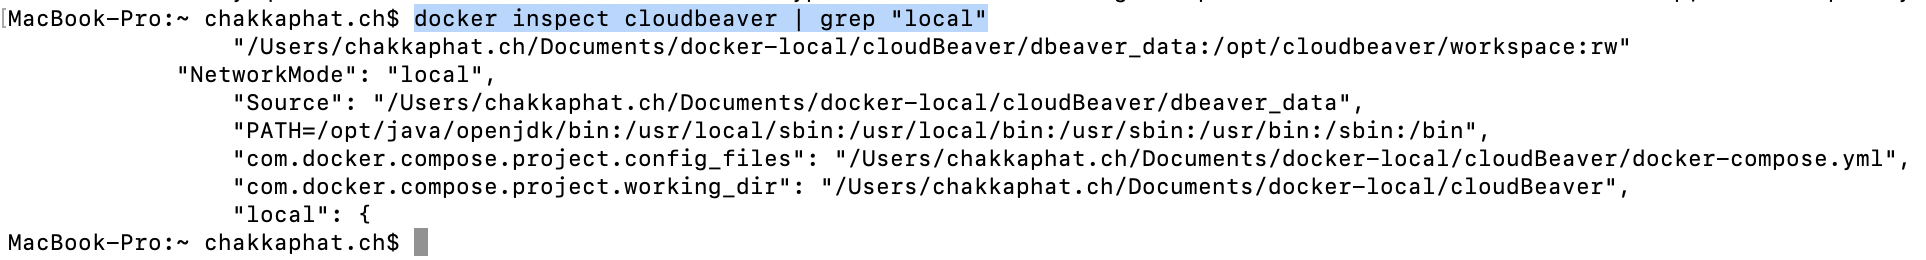 MacBook-Pro:~ chakkaphat.ch$ docker inspect cloudbeaver | grep "local"
"/Users/chakkaphat.ch/Documents/docker-local/cloudBeaver/dbeaver_data:/opt/cloudbeaver/workspace:rw"
"NetworkMode": "local",
"Source": "/Users/chakkaphat.ch/Documents/docker-local/cloudBeaver/dbeaver_data",
"PATH=/opt/java/openjdk/bin:/usr/local/sbin:/usr/local/bin:/usr/sbin:/usr/bin:/sbin:/bin",
"com.docker.compose.project.config_files": "/Users/chakkaphat.ch/Documents/docker-local/cloudBeaver/docker-compose.yml",
"com.docker.compose.project.working_dir": "/Users/chakkaphat.ch/Documents/docker-local/cloudBeaver",
"local": {
MacBook-Pro:~ chakkaphat.ch$